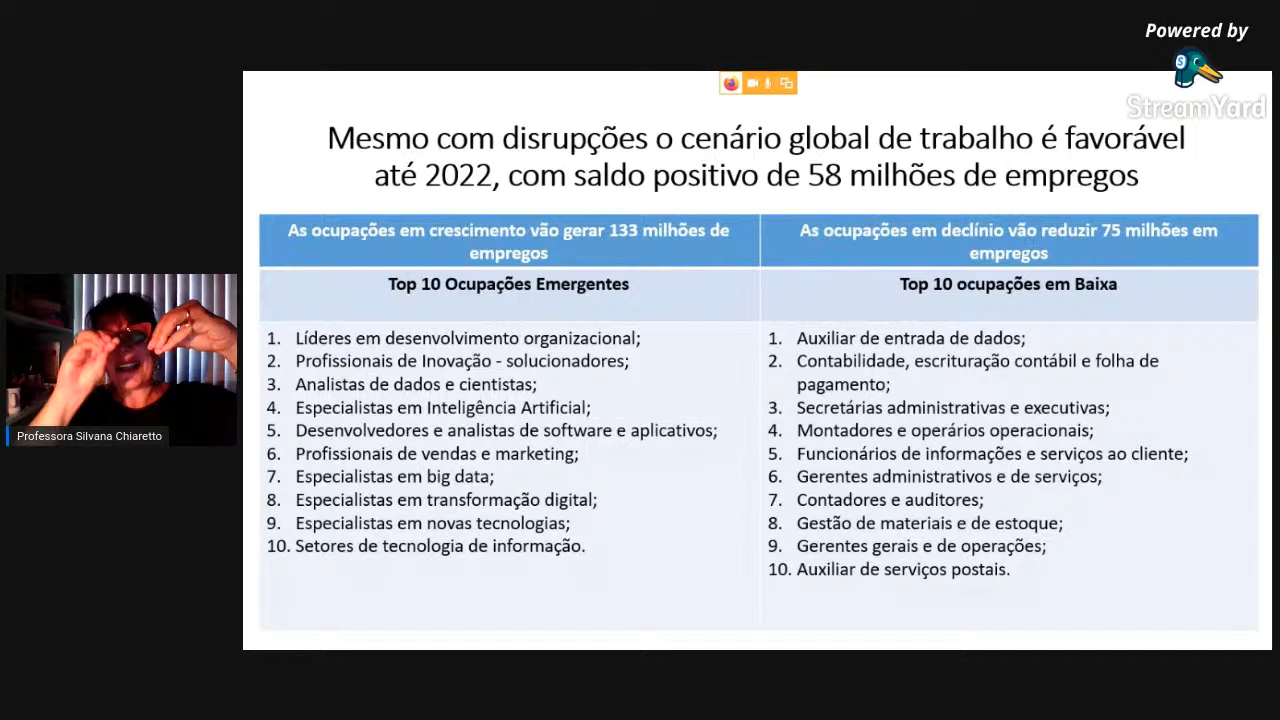 Powered by
StreamYard
Mesmo com disrupções o cenário global de trabalho é favorável
até 2022, com saldo positivo de 58 milhões de empregos
As ocupações em crescimento vão gerar 133 milhões de
empregos
As ocupações em declínio vão reduzir 75 milhões em
empregos
Top 10 Ocupações Emergentes
Top 10 ocupações em Baixa
1. Líderes em desenvolvimento organizacional;
2. Profissionais de Inovação - solucionadores;
3. Analistas de dados e cientistas;
4. Especialistas em Inteligência Artificial;
5. Desenvolvedores e analistas de software e aplicativos;
6. Profissionais de vendas e marketing;
7. Especialistas em big data;
8. Especialistas em transformação digital;
9. Especialistas em novas tecnologias;
10. Setores de tecnologia de informação.
1. Auxiliar de entrada de dados;
2. Contabilidade, escrituração contábil e folha de
pagamento;
3. Secretárias administrativas e executivas;
4. Montadores e operários operacionais;
5. Funcionários de informações e serviços ao cliente;
6. Gerentes administrativos e de serviços;
7. Contadores e auditores;
8. Gestão de materiais e de estoque;
9. Gerentes gerais e de operações;
10. Auxiliar de serviços postais.
Professora Silvana Chiaretto